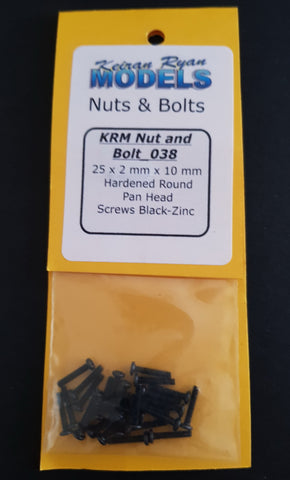 Keiran Ryan
MODELS
Nuts & Bolts
KRM Nut and
Bolt_038
25 x 2 mm x 10 mm
Hardened Round
Pan Head
Screws Black-Zinc